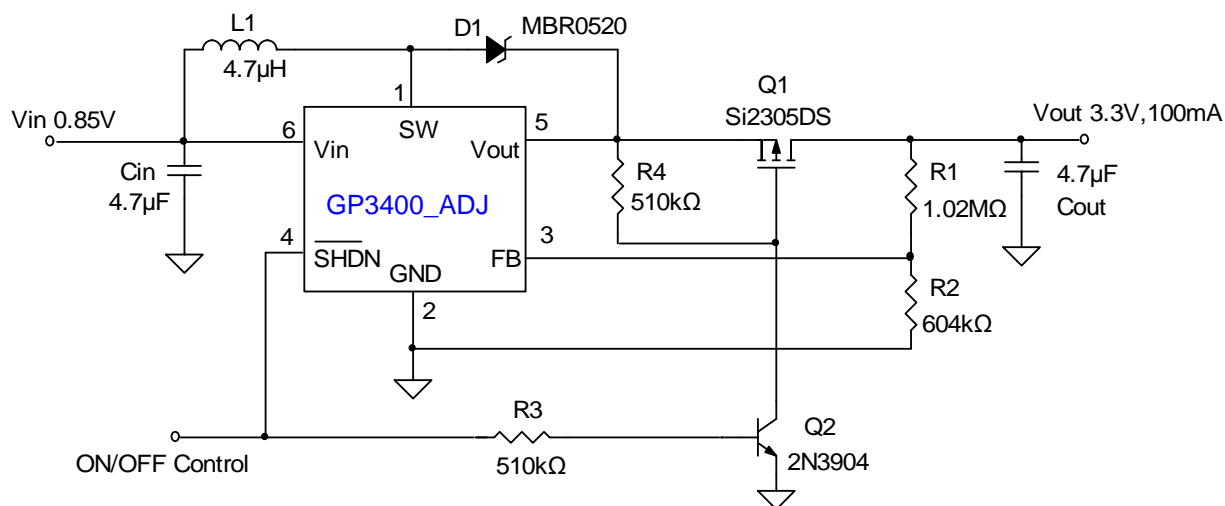 L1
4.7µH
D1
MBR0520
Vin 0.85V
Cin
4.7µF
1
SW
6
Vin
5
Vout
GP3400_ADJ
4
SHDN
3
FB
GND
2
Q1
Si2305DS
R4
510kΩ
Vout 3.3V,100mA
R1
1.02MΩ
4.7µF
Cout
R2
604kΩ
ON/OFF Control
R3
510kΩ
Q2
2N3904